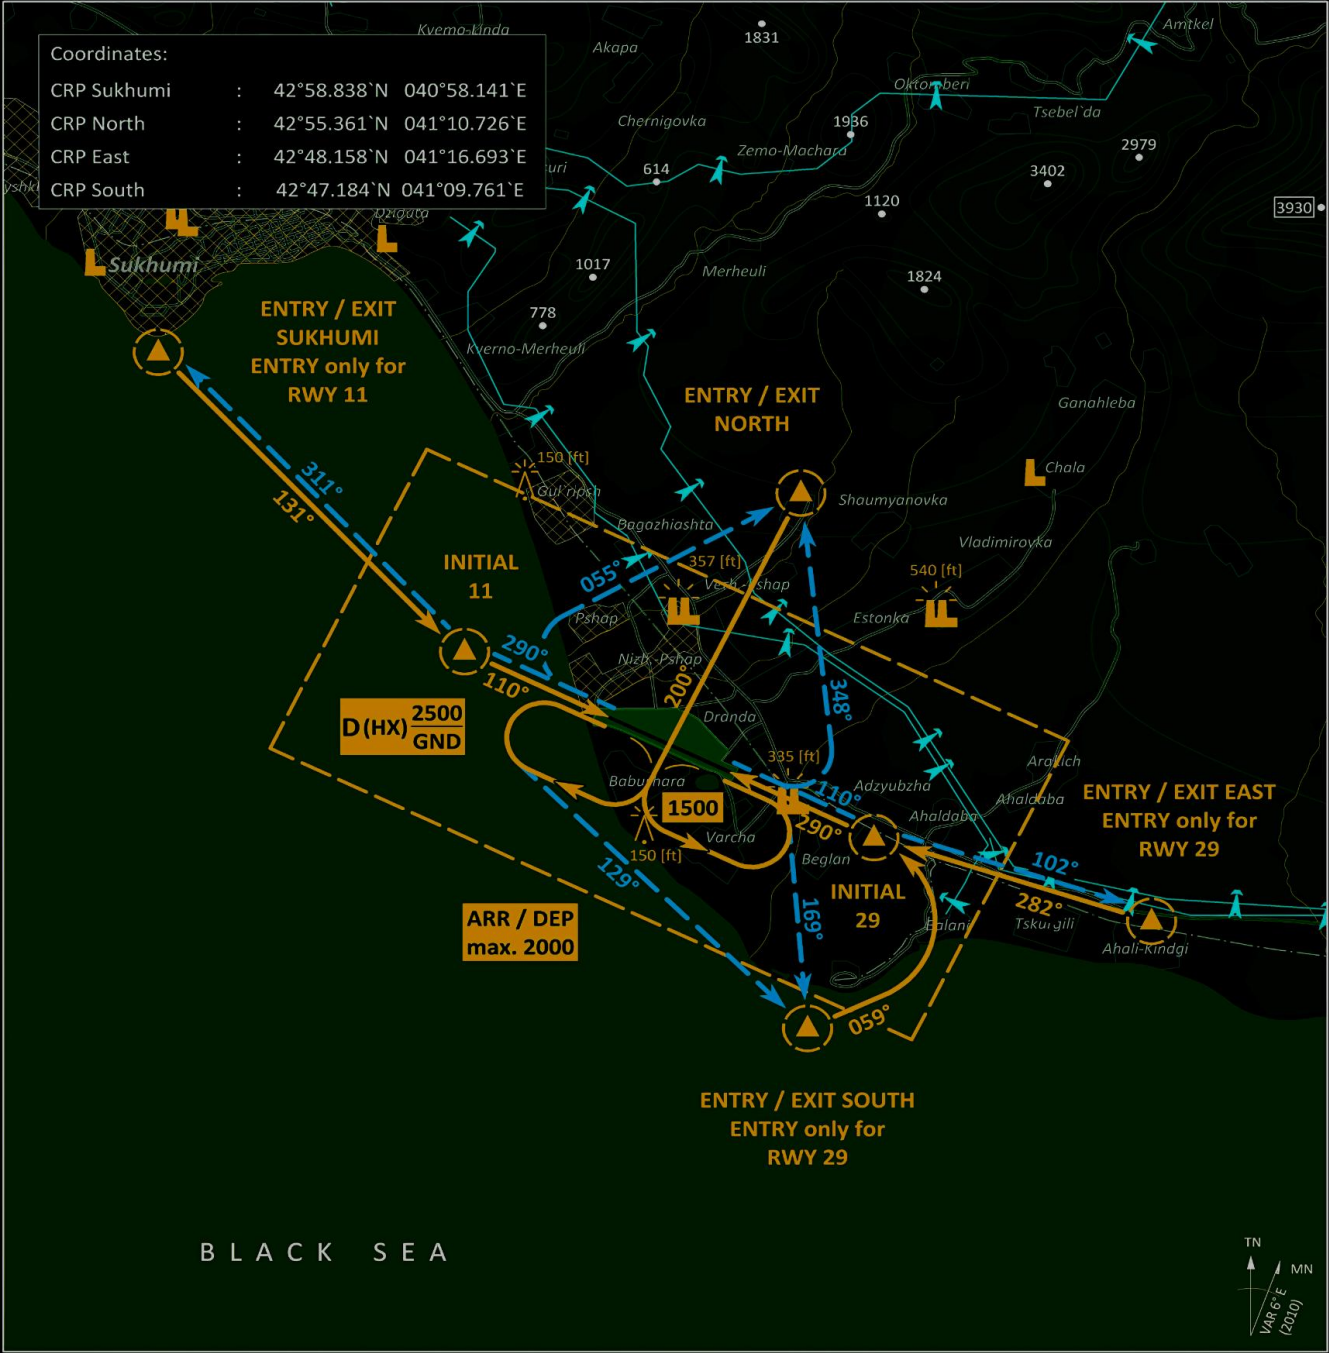 Kvemo-Linda
Akapa
1831
Amtkel
Coordinates:
CRP Sukhumi : 42°58.838`N 040°58.141`E
CRP North : 42°55.361`N 041°10.726`E
CRP East : 42°48.158`N 041°16.693`E
CRP South : 42°47.184`N 041°09.761`E
Chernigovka
1936
Zemo-Machara
614
Tsebel`da
2979
3402
1120
3930
Dziguta
Sukhumi
Merheuli
1017
1824
778
Kverno-Merheuli
ENTRY / EXIT
SUKHUMI
ENTRY only for
RWY 11
ENTRY / EXIT
NORTH
Ganahleba
Chala
150 [ft]
Gul`ripsh
311°
131°
Shaumyanovka
Bagazhiashta
Vladimirovka
INITIAL
11
055°
357 [ft]
540 [ft]
Pshap
Estonka
290°
110°
Nizh.-Pshap
200°
348°
D (HX) 2500
GND
Dranda
335 [ft]
Arakich
Babushara
1500
110°
290°
Adzyubzha
Ahaldaba
Ahaldaba
ENTRY / EXIT EAST
ENTRY only for
RWY 29
Varcha
150 [ft]
Beglan
129°
102°
282°
INITIAL
29
169°
Tskurgili
Ahali-Kindgi
ARR / DEP
max. 2000
059°
ENTRY / EXIT SOUTH
ENTRY only for
RWY 29
BLACK SEA
TN
MN
VAR 6° E
(2010)